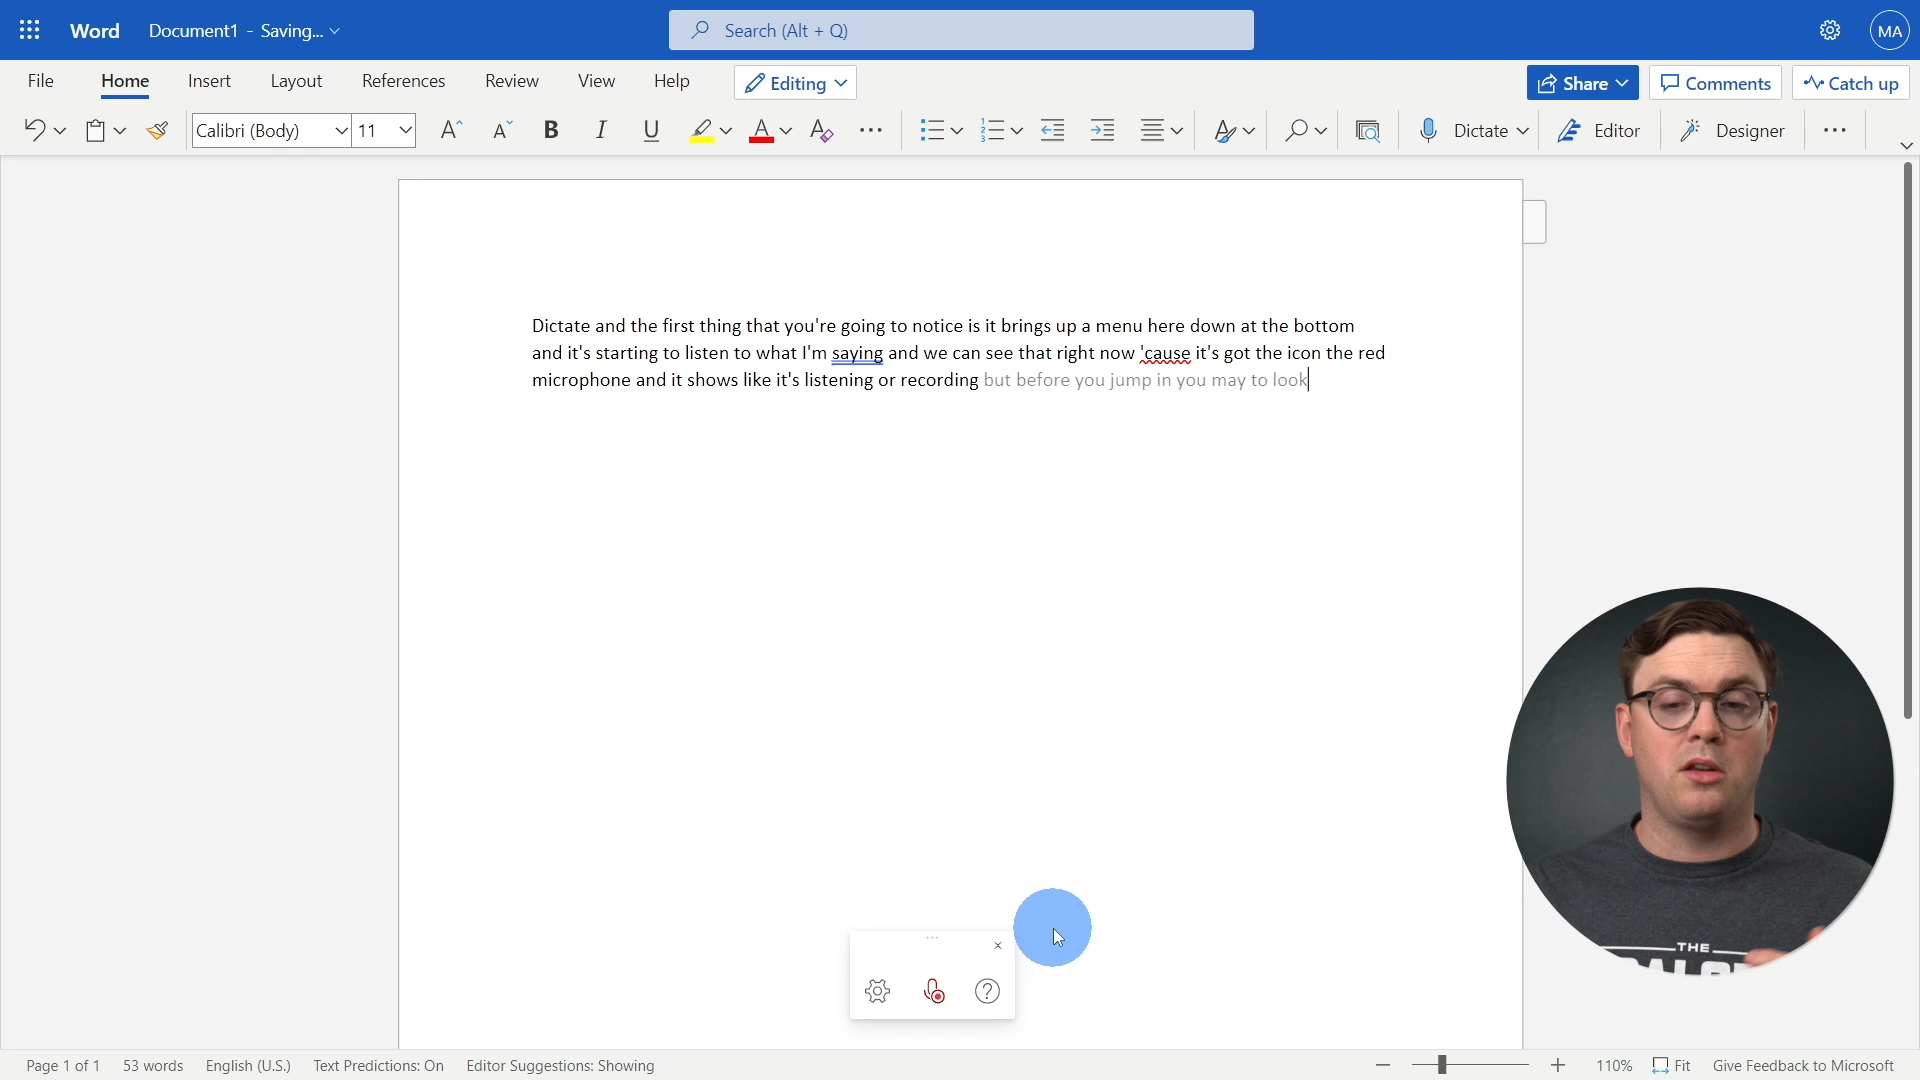 Word Document1 - Saving... Search (Alt + Q) MA
File Home Insert Layout References Review View Help Editing Share Comments Catch up
Calibri (Body) 11 B I U Dictate Editor Designer
Dictate and the first thing that you're going to notice is it brings up a menu here down at the bottom
and it's starting to listen to what I'm saying and we can see that right now 'cause it's got the icon the red
microphone and it shows like it's listening or recording but before you jump in you may to look
THE
Page 1 of 1 53 words English (U.S.) Text Predictions: On Editor Suggestions: Showing 110% Fit Give Feedback to Microsoft